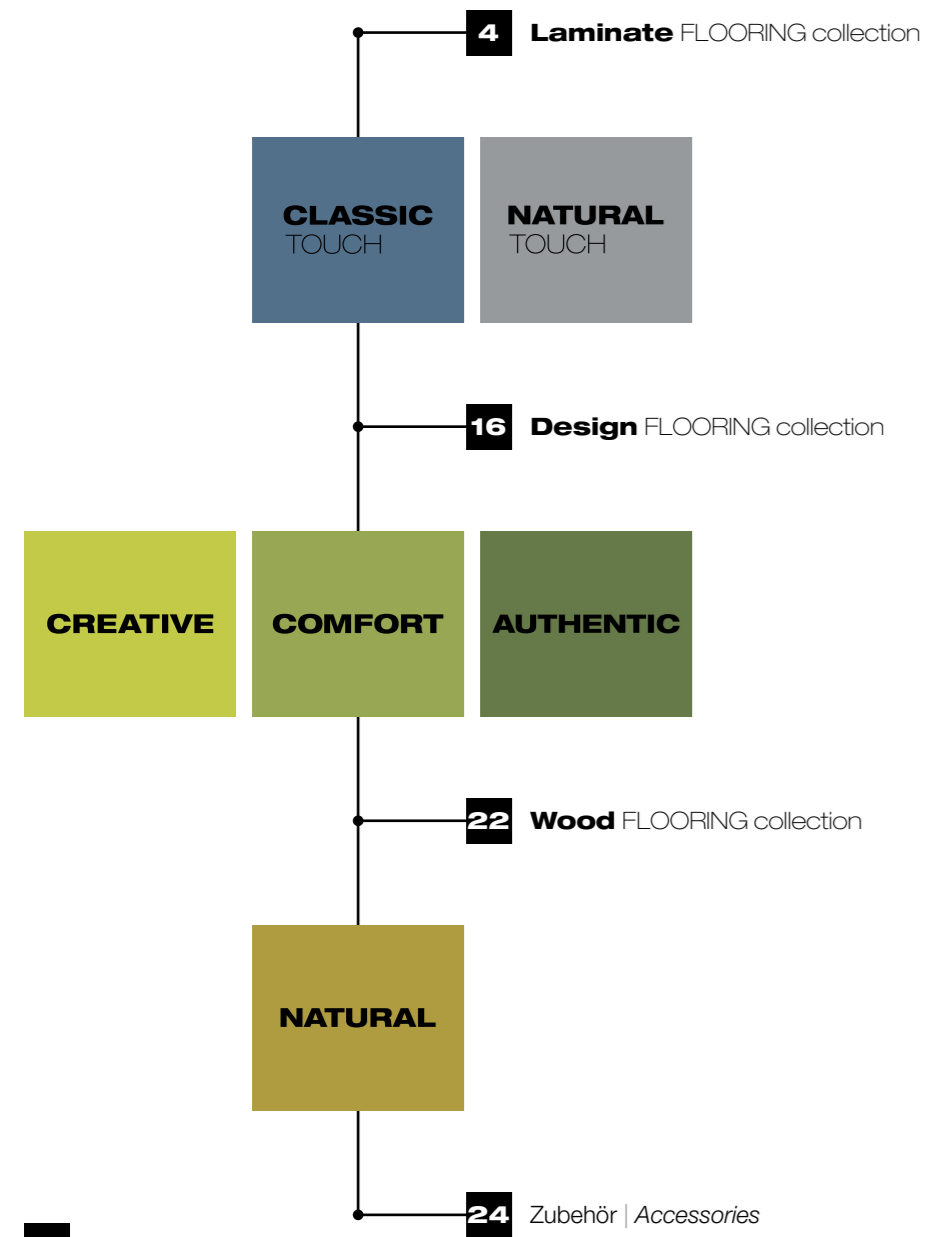 4 Laminate FLOORING collection
CLASSIC
TOUCH
NATURAL
TOUCH
16 Design FLOORING collection
CREATIVE
COMFORT
AUTHENTIC
22 Wood FLOORING collection
NATURAL
24 Zubehör | Accessories